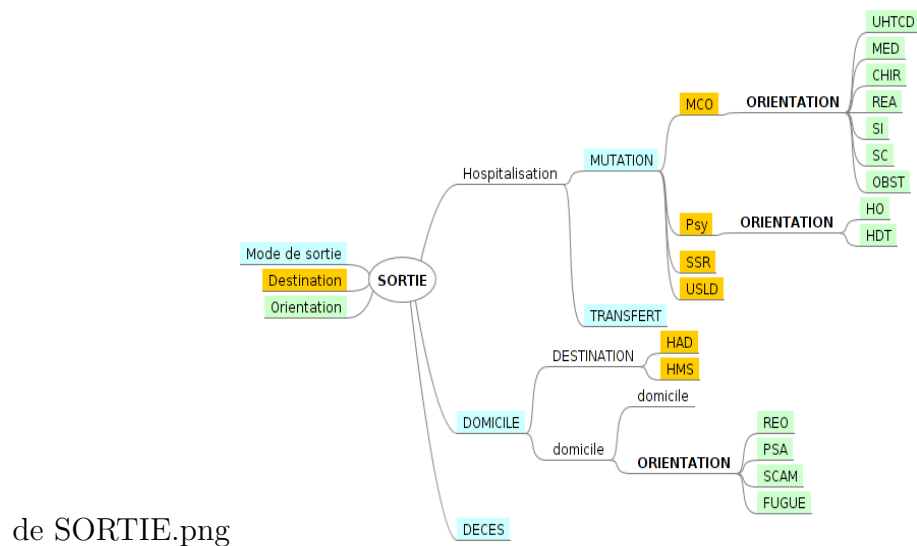 Mode de sortie
Destination
Orientation
SORTIE
Hospitalisation
MUTATION
MCO
ORIENTATION
UHTCD
MED
CHIR
REA
SI
SC
OBST
Psy
ORIENTATION
HO
HDT
SSR
USLD
TRANSFERT
DOMICILE
DESTINATION
HAD
HMS
domicile
domicile
ORIENTATION
REO
PSA
SCAM
FUGUE
DECES
de SORTIE.png